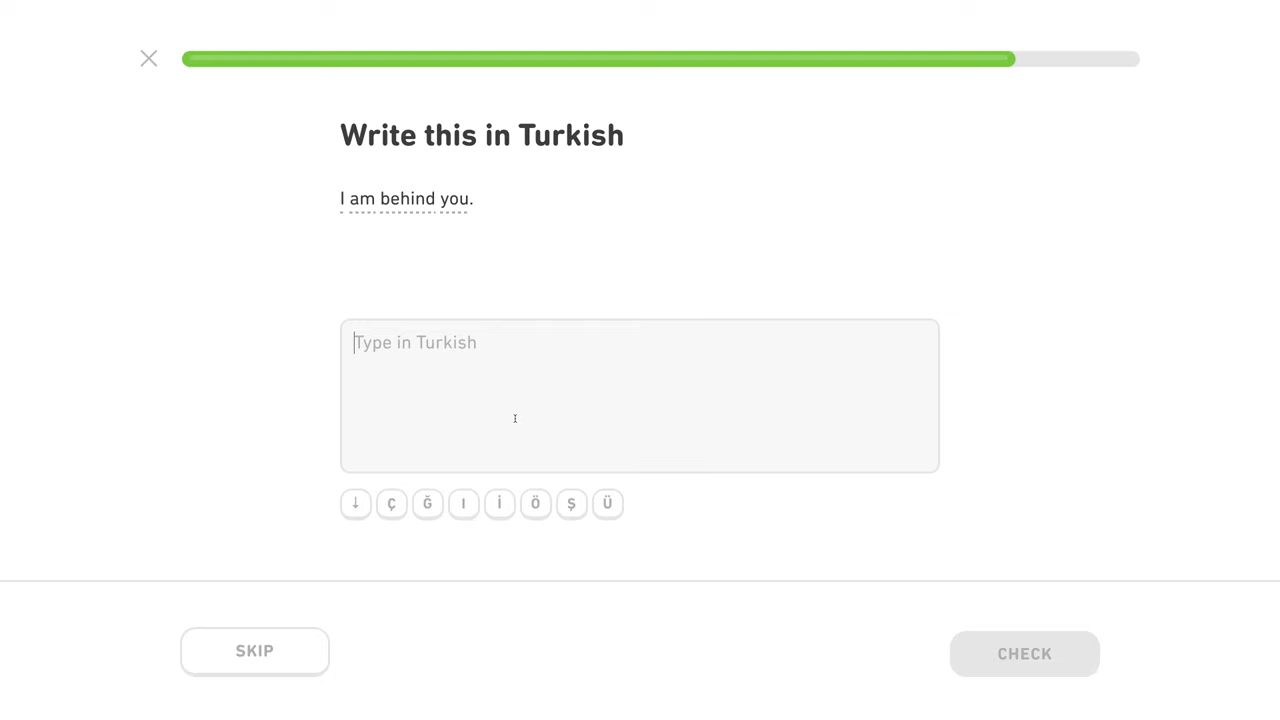 Write this in Turkish
I am behind you.
Type in Turkish
↓ Ç Ğ I İ Ö Ş Ü
SKIP
CHECK